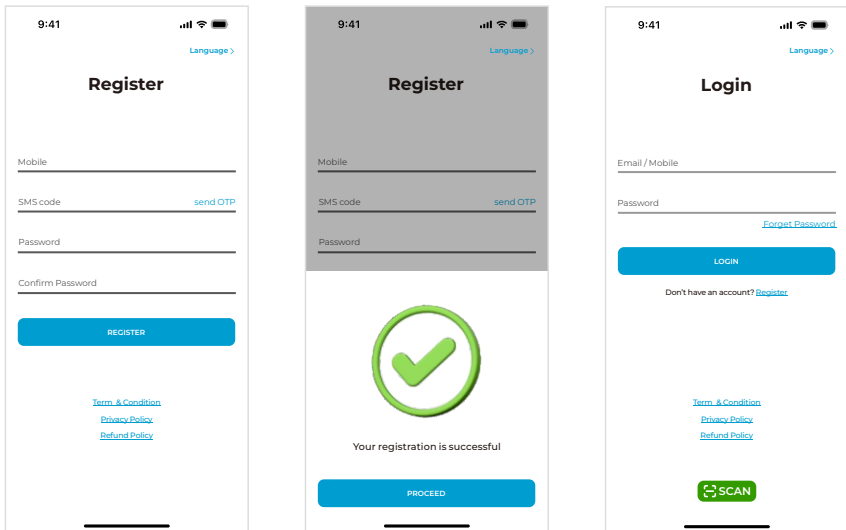 9:41
Language >
Register
Mobile
SMS code send OTP
Password
Confirm Password
REGISTER
Term & Condition
Privacy Policy
Refund Policy
9:41
Language >
Register
Mobile
SMS code send OTP
Password
Your registration is successful
PROCEED
9:41
Language >
Login
Email / Mobile
Password
Forget Password
LOGIN
Don't have an account? Register
Term & Condition
Privacy Policy
Refund Policy
SCAN